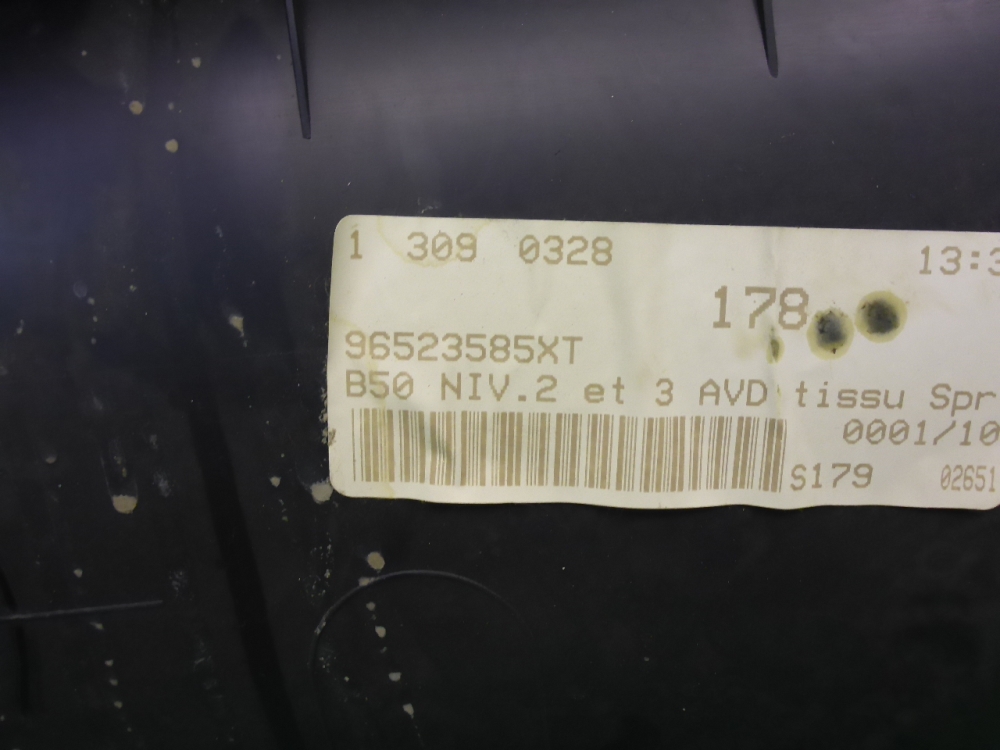 1 309 0328 13:3
178
96523585XT
B50 NIV.2 et 3 AVD tissu Spr
0001/10
S179 02651